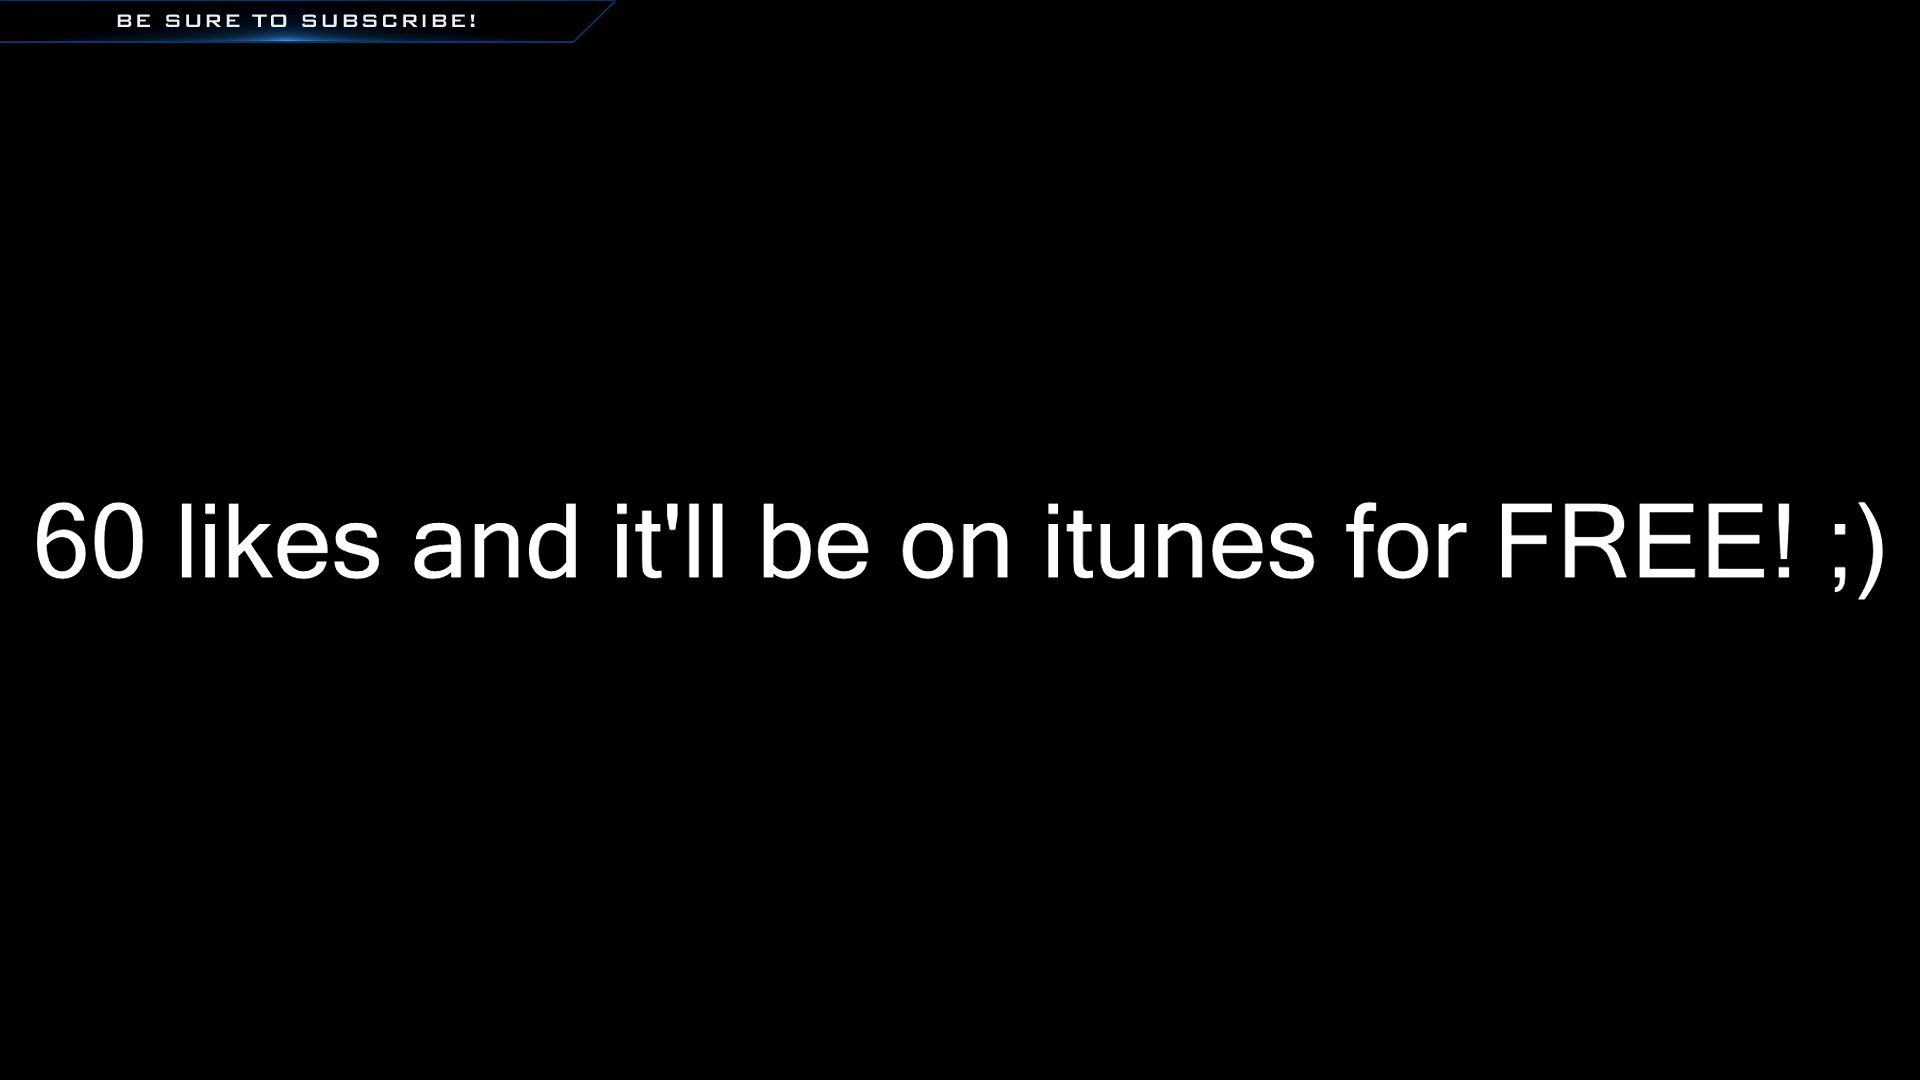 BE SURE TO SUBSCRIBE!
60 likes and it'll be on itunes for FREE! ;)